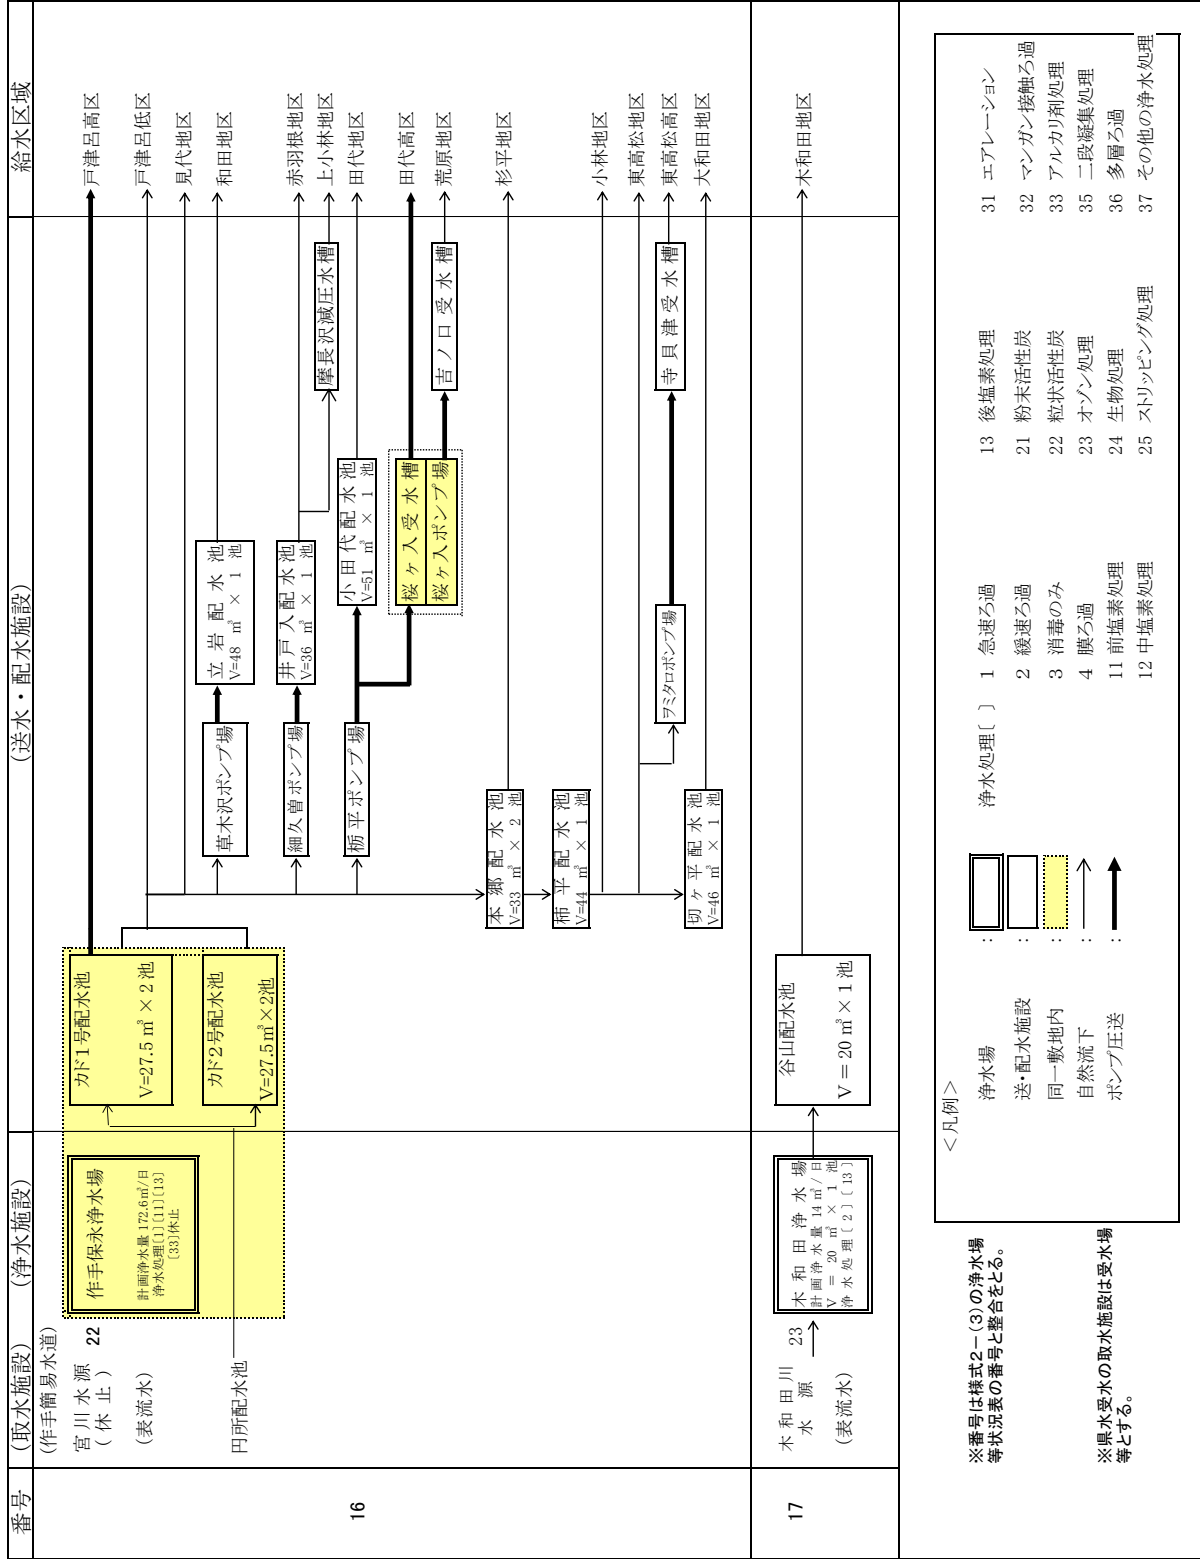 番号
(取水施設)
(浄水施設)
(送水・配水施設)
給水区域
16
(作手簡易水道)
宮川水源
(休止)
(表流水)
22
円所配水池
作手保永浄水場
計画浄水量172.6㎥/日
浄水処理[1][11][13]
[33]休止
カド1号配水池
V=27.5㎥×2池
カド2号配水池
V=27.5㎥×2池
草木沢ポンプ場
立岩配水池
V=48㎥×1池
細久曽ポンプ場
井戸入配水池
V=36㎥×1池
摩長沢減圧水槽
栃平ポンプ場
小田代配水池
V=51㎥×1池
桜ヶ入受水槽
桜ヶ入ポンプ場
吉ノ口受水槽
本郷配水池
V=33㎥×2池
柿平配水池
V=44㎥×1池
ヲミタロポンプ場
寺貝津受水槽
切ヶ平配水池
V=46㎥×1池
戸津呂高区
戸津呂低区
見代地区
和田地区
赤羽根地区
上小林地区
田代地区
田代高区
荒原地区
杉平地区
小林地区
東高松地区
東高松高区
大和田地区
17
木和田川
水源
(表流水)
23
木和田浄水場
計画浄水量14㎥/日
V=20㎥×1池
浄水処理〔2〕〔13〕
谷山配水池
V=20㎥×1池
木和田地区
※番号は様式2-(3)の浄水場
等状況表の番号と整合をとる。
※県水受水の取水施設は受水場
等とする。
<凡例>
浄水場 :
送・配水施設 :
同一敷地内 :
自然流下 :
ポンプ圧送 :
浄水処理〔 〕
1 急速ろ過
2 緩速ろ過
3 消毒のみ
4 膜ろ過
11 前塩素処理
12 中塩素処理
13 後塩素処理
21 粉末活性炭
22 粒状活性炭
23 オゾン処理
24 生物処理
25 ストリッピング処理
31 エアレーション
32 マンガン接触ろ過
33 アルカリ剤処理
35 二段凝集処理
36 多層ろ過
37 その他の浄水処理